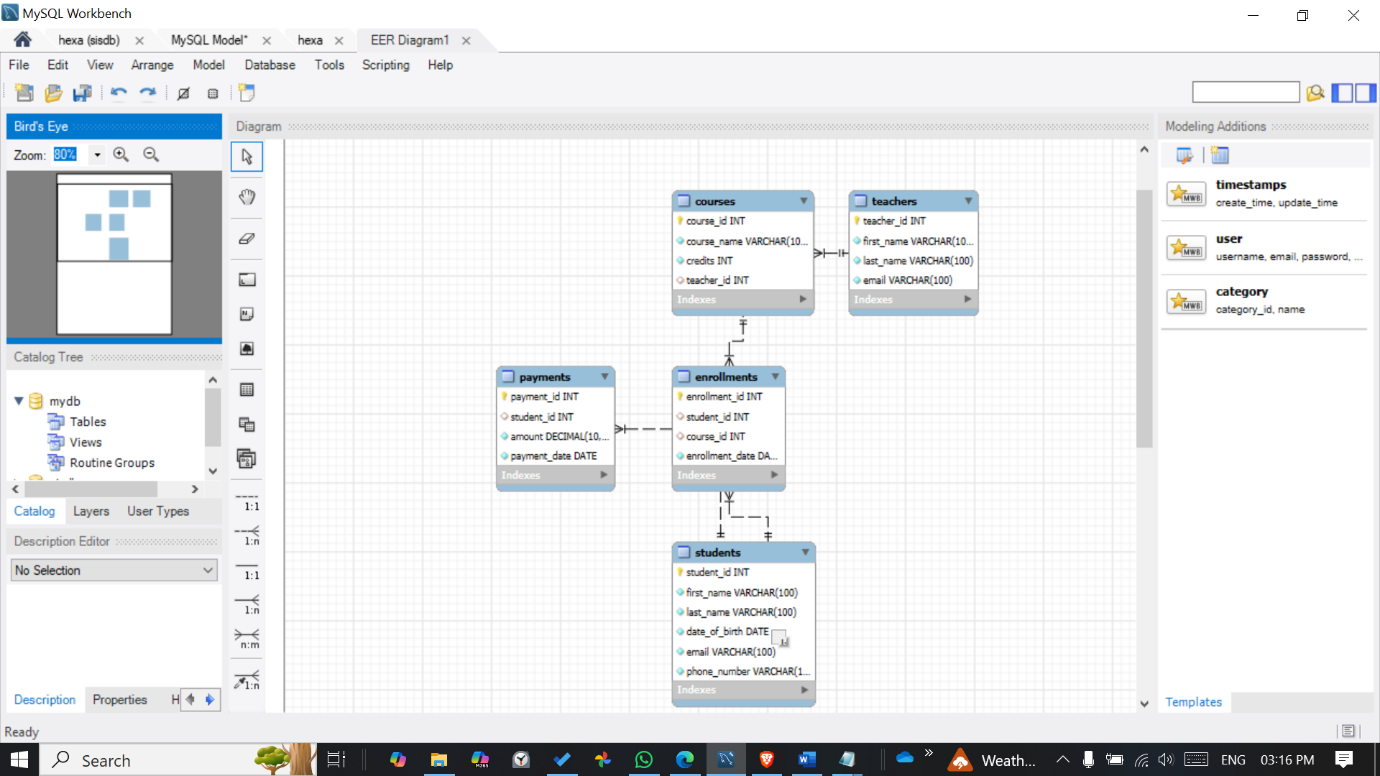 MySQL Workbench
hexa (sisdb)
MySQL Model*
hexa
EER Diagram1
File Edit View Arrange Model Database Tools Scripting Help
Bird's Eye
Zoom: 80%
Diagram
Modeling Additions
timestamps
create_time, update_time
user
username, email, password, ...
category
category_id, name
Templates
courses
course_id INT
course_name VARCHAR(10...
credits INT
teacher_id INT
Indexes
teachers
teacher_id INT
first_name VARCHAR(10...
last_name VARCHAR(100)
email VARCHAR(100)
Indexes
payments
payment_id INT
student_id INT
amount DECIMAL(10,...
payment_date DATE
Indexes
enrollments
enrollment_id INT
student_id INT
course_id INT
enrollment_date DA...
Indexes
students
student_id INT
first_name VARCHAR(100)
last_name VARCHAR(100)
date_of_birth DATE
email VARCHAR(100)
phone_number VARCHAR(1...
Indexes
Catalog Tree
mydb
Tables
Views
Routine Groups
Catalog Layers User Types
Description Editor
No Selection
Description Properties H
1:1
1:n
1:1
1:n
n:m
1:n
Ready
Search
Weath...
ENG
03:16 PM